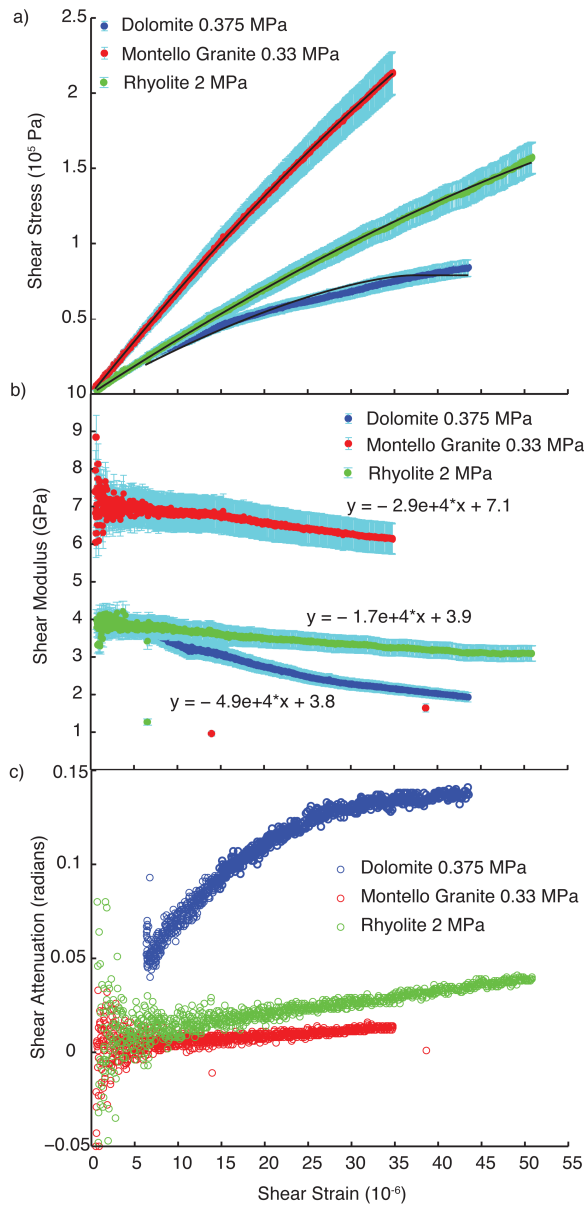 a)
Dolomite 0.375 MPa
Montello Granite 0.33 MPa
Rhyolite 2 MPa
2.5
2
1.5
1
0.5
Shear Stress (10⁵ Pa)
b)
10
9
8
7
6
5
4
3
2
1
Shear Modulus (GPa)
Dolomite 0.375 MPa
Montello Granite 0.33 MPa
Rhyolite 2 MPa
y = − 2.9e+4*x + 7.1
y = − 1.7e+4*x + 3.9
y = − 4.9e+4*x + 3.8
c)
0.15
0.1
0.05
0
−0.05
Shear Attenuation (radians)
Dolomite 0.375 MPa
Montello Granite 0.33 MPa
Rhyolite 2 MPa
0 5 10 15 20 25 30 35 40 45 50 55
Shear Strain (10⁻⁶)